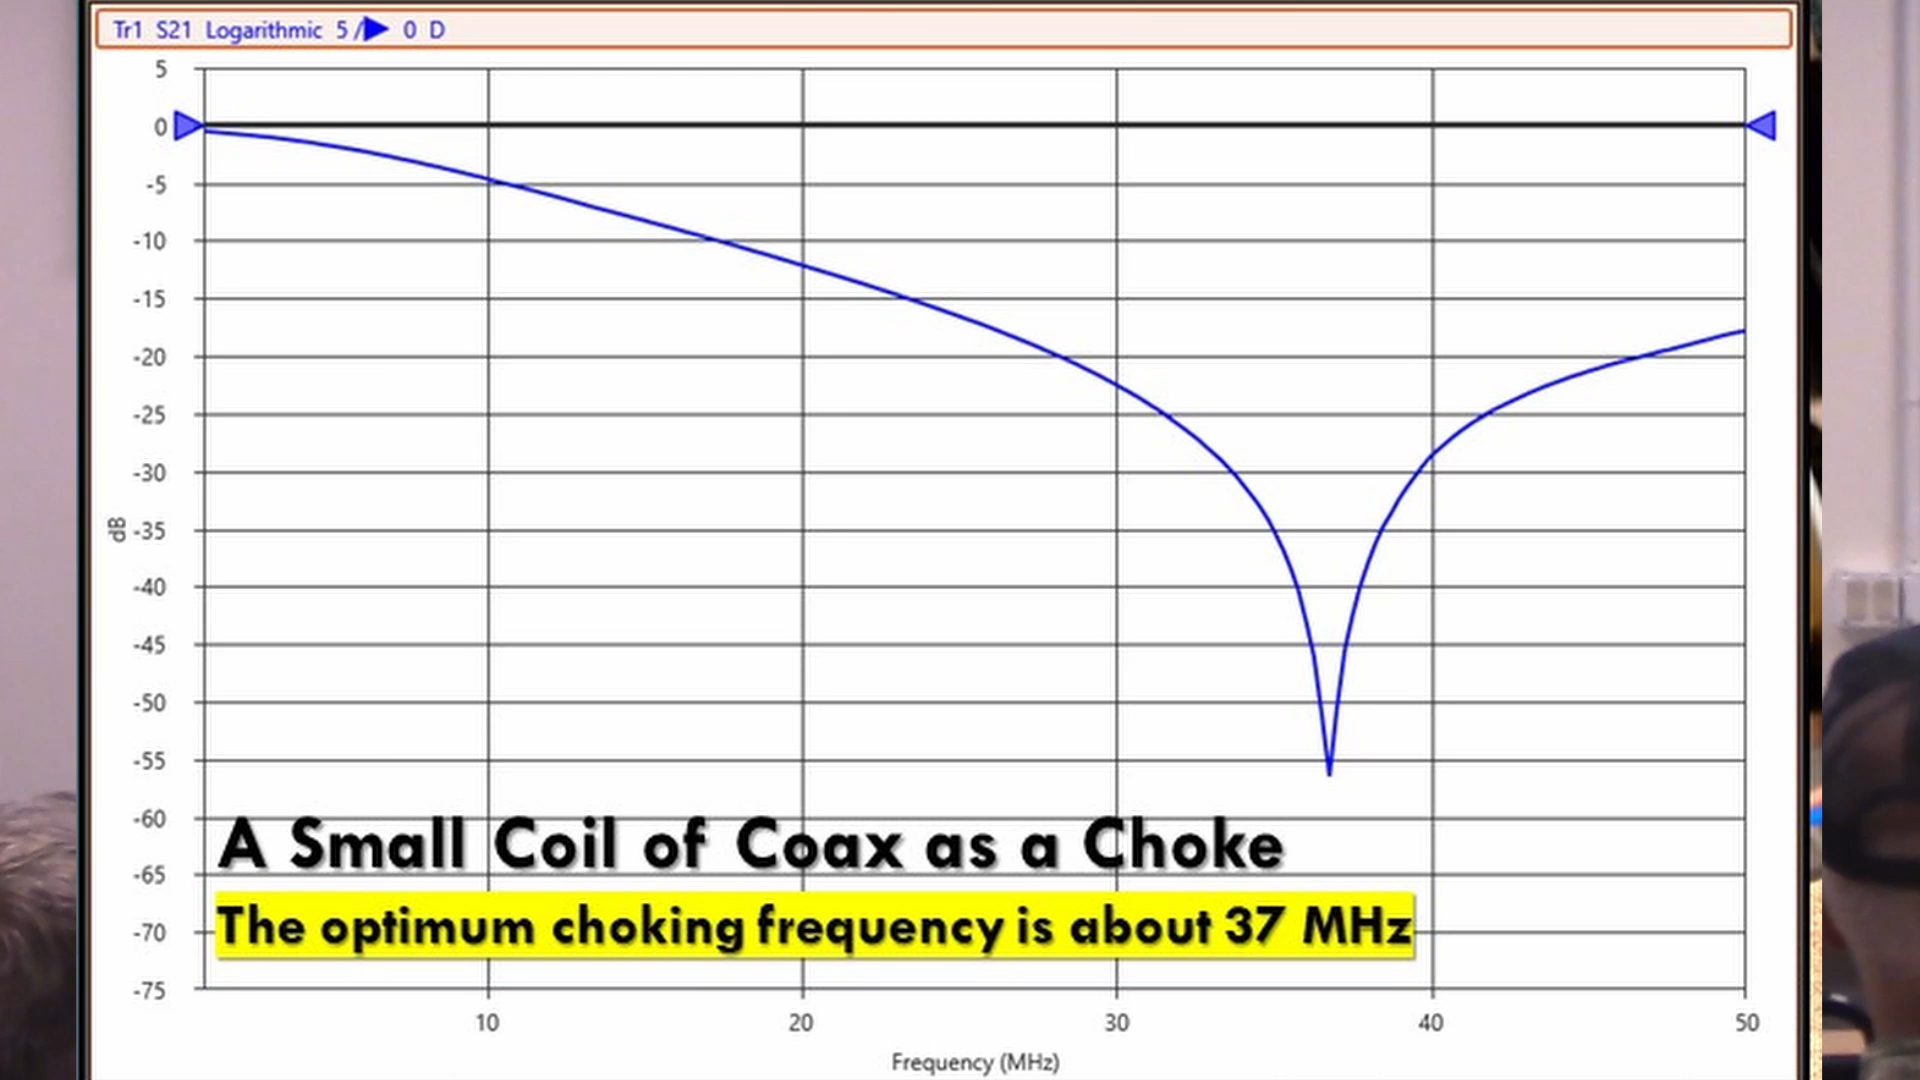 Tr1 S21 Logarithmic 5 / 0 D
5
0
-5
-10
-15
-20
-25
-30
-35
-40
-45
-50
-55
-60
-65
-70
-75
dB
A Small Coil of Coax as a Choke
The optimum choking frequency is about 37 MHz
10 20 30 40 50
Frequency (MHz)